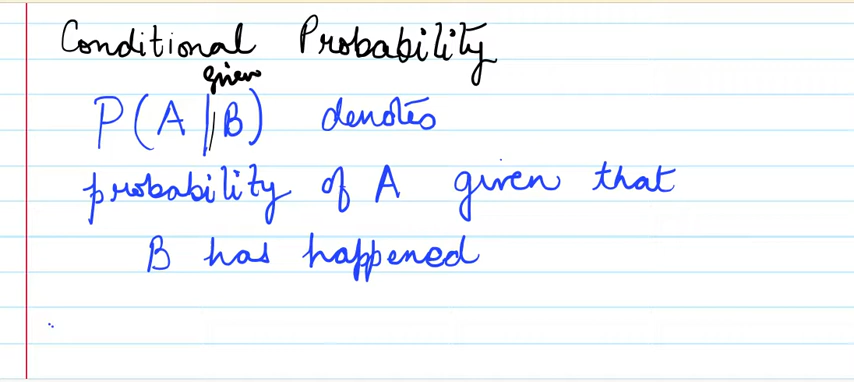 Conditional Probability
given
P(A|B) denotes
probability of A given that
B has happened